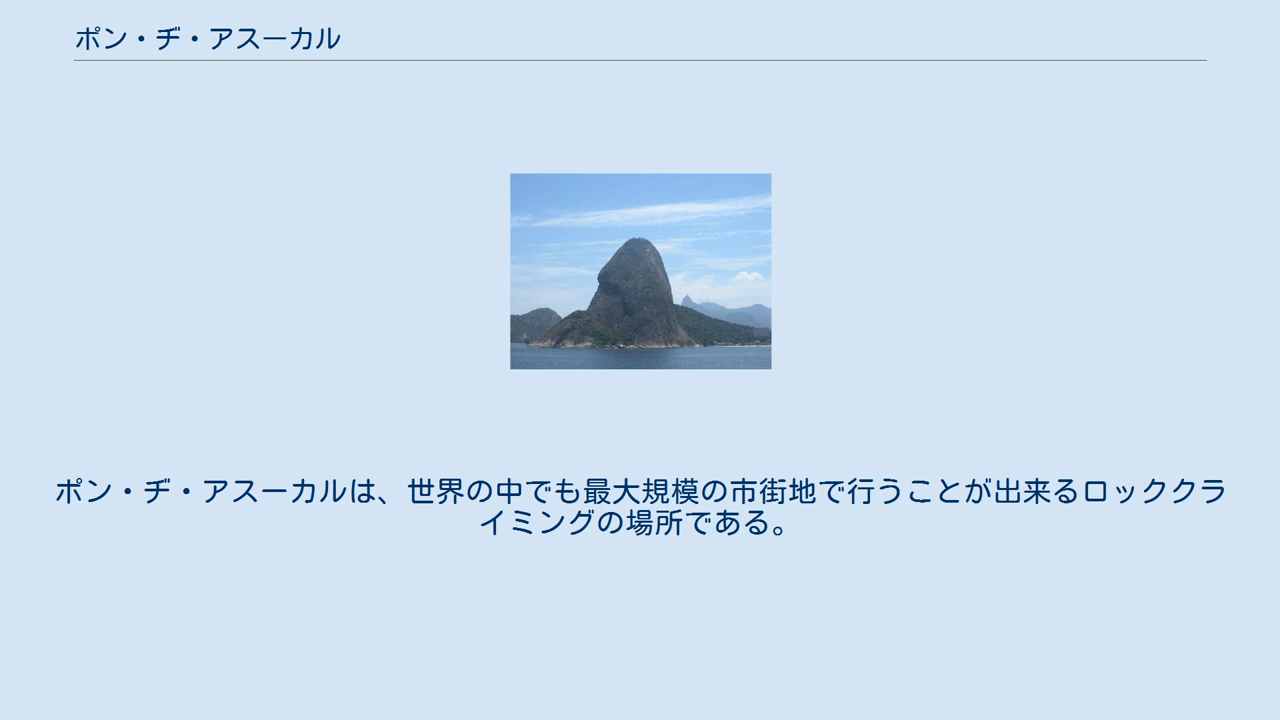 ポン・ヂ・アスーカル
ポン・ヂ・アスーカルは、世界の中でも最大規模の市街地で行うことが出来るロッククラ
イミングの場所である。